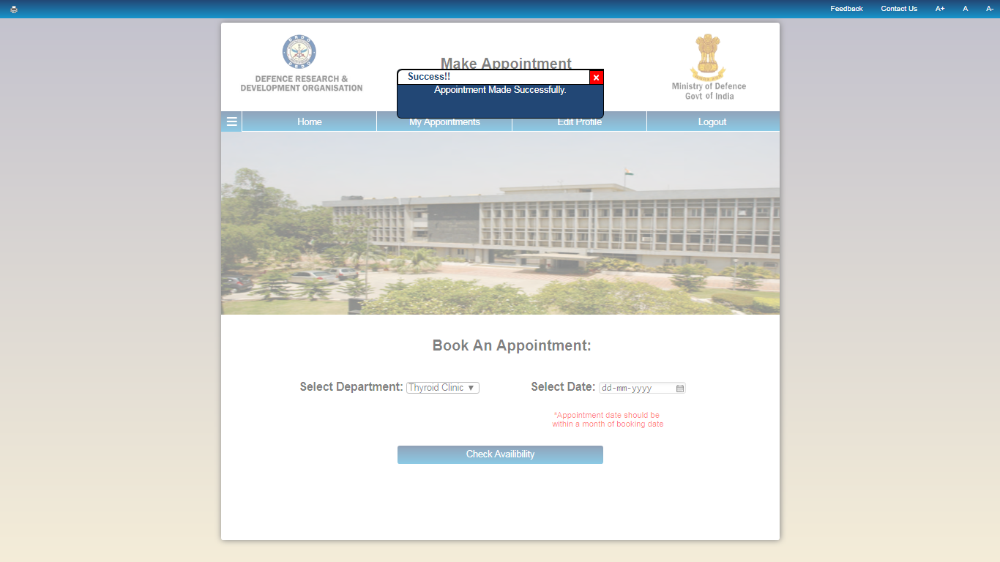 Feedback Contact Us A+ A A-
DRDO
DRDO
DEFENCE RESEARCH &
DEVELOPMENT ORGANISATION
Make Appointment
Ministry of Defence
Govt of India
Success!!
Appointment Made Successfully.
Home My Appointments Edit Profile Logout
Book An Appointment:
Select Department: Thyroid Clinic ▼ Select Date: dd-mm-yyyy
*Appointment date should be
within a month of booking date
Check Availibility